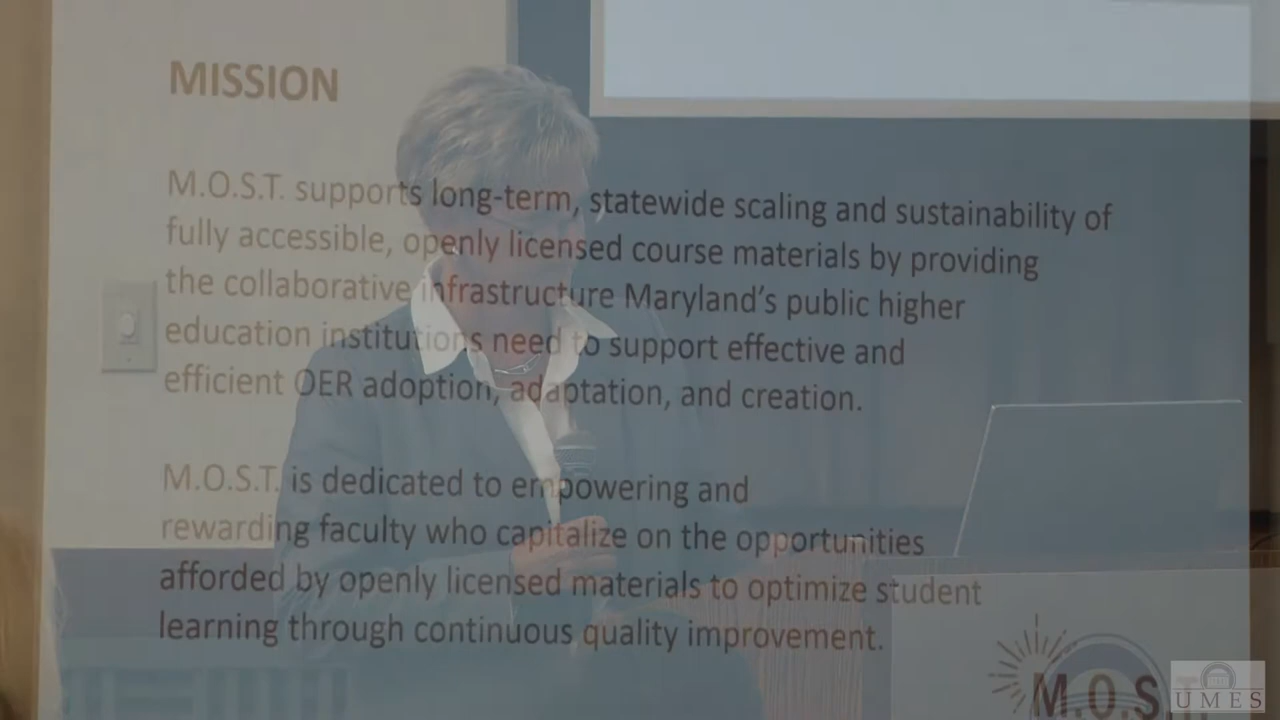 MISSION
M.O.S.T. supports long-term, statewide scaling and sustainability of
fully accessible, openly licensed course materials by providing
the collaborative infrastructure Maryland's public higher
education institutions need to support effective and
efficient OER adoption, adaptation, and creation.
M.O.S.T. is dedicated to empowering and
rewarding faculty who capitalize on the opportunities
afforded by openly licensed materials to optimize student
learning through continuous quality improvement.
M.O.S.T.
UMES